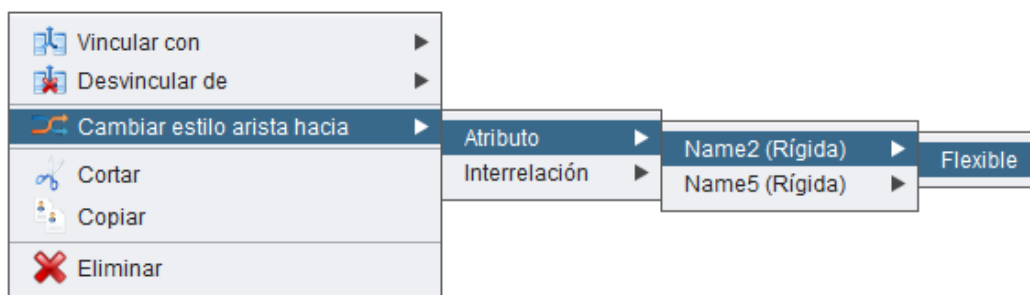 Vincular con
Desvincular de
Cambiar estilo arista hacia
Cortar
Copiar
Eliminar
Atributo
Interrelación
Name2 (Rígida)
Name5 (Rígida)
Flexible